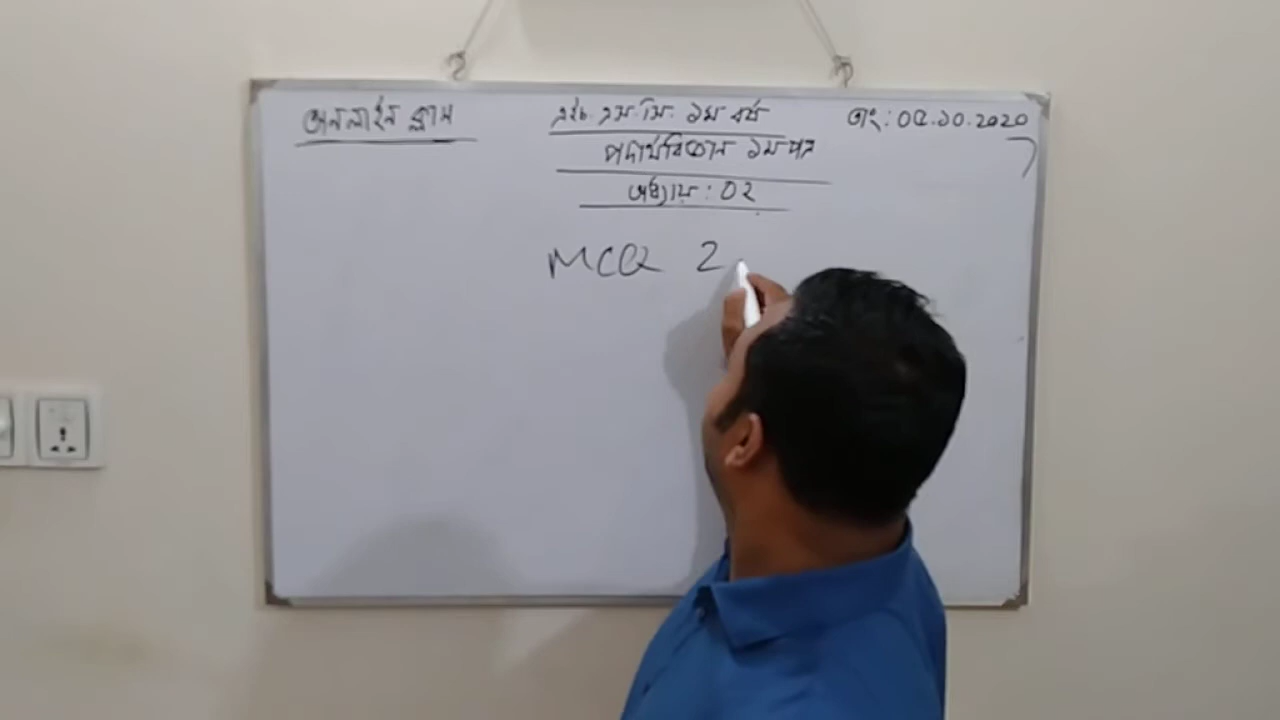 অনলাইন ক্লাস
এইচ. এস. সি. ১ম বর্ষ
তাং: ০৫.১০.২০২০
পদার্থবিজ্ঞান ১ম পত্র
অধ্যায় : ০২
MCQ 2